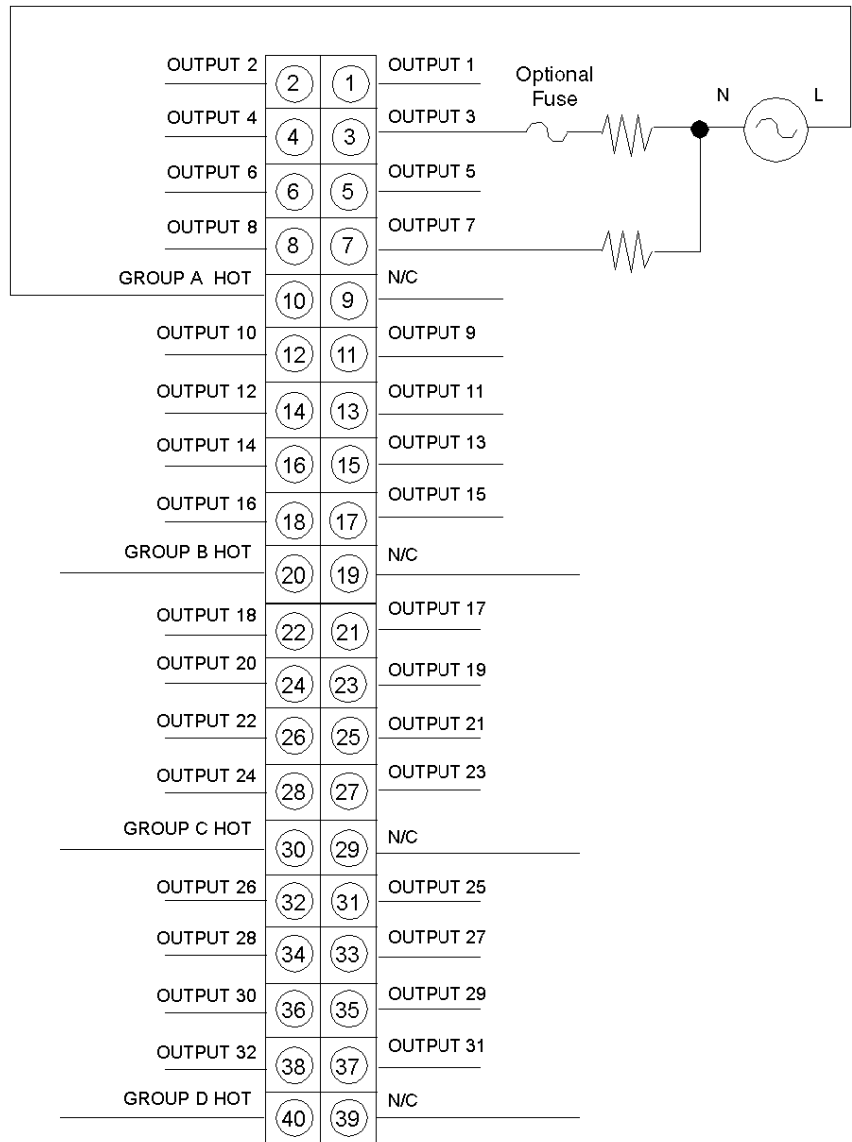 OUTPUT 2 2 1 OUTPUT 1
Optional
Fuse
N L
OUTPUT 4 4 3 OUTPUT 3
OUTPUT 6 6 5 OUTPUT 5
OUTPUT 8 8 7 OUTPUT 7
GROUP A HOT 10 9 N/C
OUTPUT 10 12 11 OUTPUT 9
OUTPUT 12 14 13 OUTPUT 11
OUTPUT 14 16 15 OUTPUT 13
OUTPUT 16 18 17 OUTPUT 15
GROUP B HOT 20 19 N/C
OUTPUT 18 22 21 OUTPUT 17
OUTPUT 20 24 23 OUTPUT 19
OUTPUT 22 26 25 OUTPUT 21
OUTPUT 24 28 27 OUTPUT 23
GROUP C HOT 30 29 N/C
OUTPUT 26 32 31 OUTPUT 25
OUTPUT 28 34 33 OUTPUT 27
OUTPUT 30 36 35 OUTPUT 29
OUTPUT 32 38 37 OUTPUT 31
GROUP D HOT 40 39 N/C